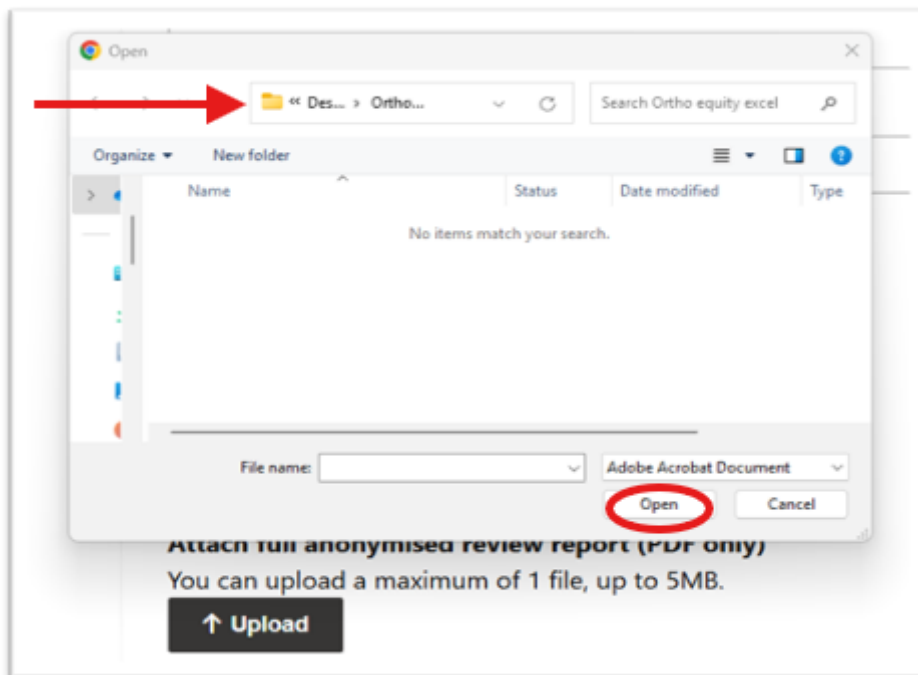 Open
« Des... › Ortho...
Search Ortho equity excel
Organize
New folder
Name
Status
Date modified
Type
No items match your search.
File name:
Adobe Acrobat Document
Open
Cancel
Attach full anonymised review report (PDF only)
You can upload a maximum of 1 file, up to 5MB.
↑ Upload